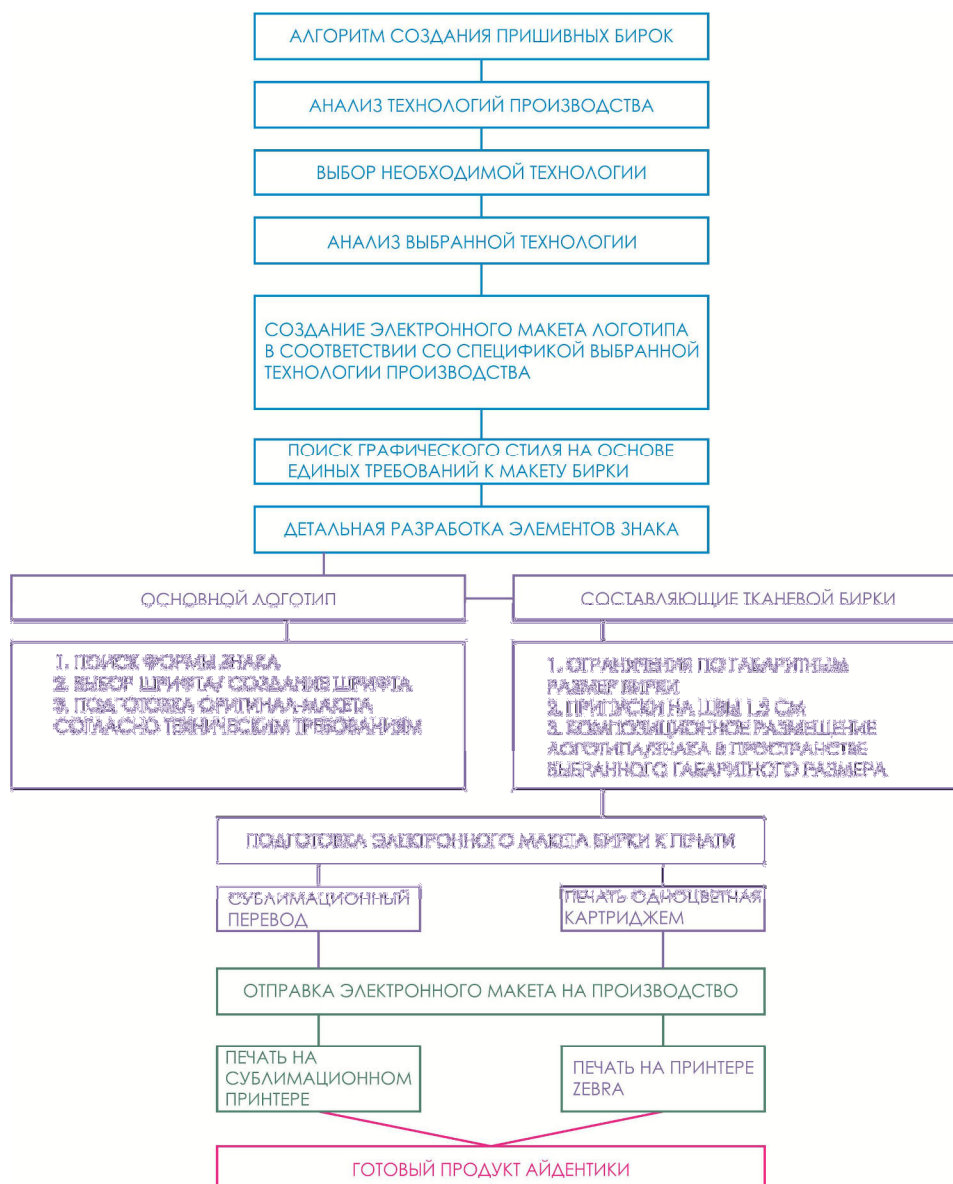 АЛГОРИТМ СОЗДАНИЯ ПРИШИВНЫХ БИРОК
АНАЛИЗ ТЕХНОЛОГИЙ ПРОИЗВОДСТВА
ВЫБОР НЕОБХОДИМОЙ ТЕХНОЛОГИИ
АНАЛИЗ ВЫБРАННОЙ ТЕХНОЛОГИИ
СОЗДАНИЕ ЭЛЕКТРОННОГО МАКЕТА ЛОГОТИПА
В СООТВЕТСТВИИ СО СПЕЦИФИКОЙ ВЫБРАННОЙ
ТЕХНОЛОГИИ ПРОИЗВОДСТВА
ПОИСК ГРАФИЧЕСКОГО СТИЛЯ НА ОСНОВЕ
ЕДИНЫХ ТРЕБОВАНИЙ К МАКЕТУ БИРКИ
ДЕТАЛЬНАЯ РАЗРАБОТКА ЭЛЕМЕНТОВ ЗНАКА
ОСНОВНОЙ ЛОГОТИП
1. ПОИСК ФОРМЫ ЗНАКА
2. ВЫБОР ШРИФТА/ СОЗДАНИЕ ШРИФТА
3. ПОДГОТОВКА ОРИГИНАЛ-МАКЕТА
СОГЛАСНО ТЕХНИЧЕСКИМ ТРЕБОВАНИЯМ
СОСТАВЛЯЮЩИЕ ТКАНЕВОЙ БИРКИ
1. ОГРАНИЧЕНИЯ ПО ГАБАРИТНЫМ
РАЗМЕР БИРКИ
2. ПРИПУСКИ НА ШВЫ 1,5 СМ
3. КОМПОЗИЦИОННОЕ РАЗМЕЩЕНИЕ
ЛОГОТИПА/ЗНАКА В ПРОСТРАНСТВЕ
ВЫБРАННОГО ГАБАРИТНОГО РАЗМЕРА
ПОДГОТОВКА ЭЛЕКТРОННОГО МАКЕТА БИРКИ К ПЕЧАТИ
СУБЛИМАЦИОННЫЙ
ПЕРЕВОД
ПЕЧАТЬ ОДНОЦВЕТНАЯ
КАРТРИДЖЕМ
ОТПРАВКА ЭЛЕКТРОННОГО МАКЕТА НА ПРОИЗВОДСТВО
ПЕЧАТЬ НА
СУБЛИМАЦИОННОМ
ПРИНТЕРЕ
ПЕЧАТЬ НА ПРИНТЕРЕ
ZEBRA
ГОТОВЫЙ ПРОДУКТ АЙДЕНТИКИ